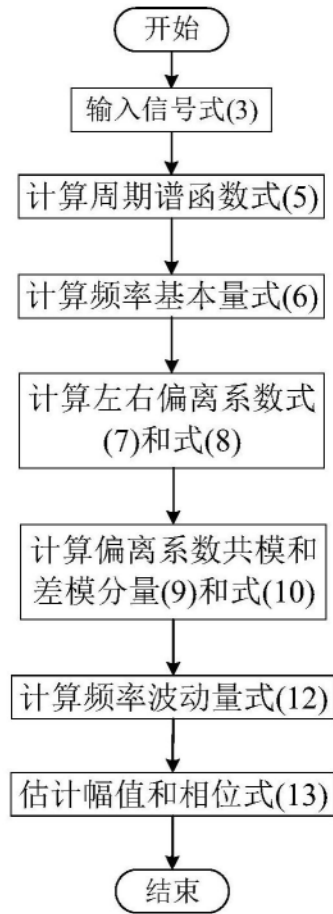 开始
输入信号式(3)
计算周期谱函数式(5)
计算频率基本量式(6)
计算左右偏离系数式
(7)和式(8)
计算偏离系数共模和
差模分量(9)和式(10)
计算频率波动量式(12)
估计幅值和相位式(13)
结束